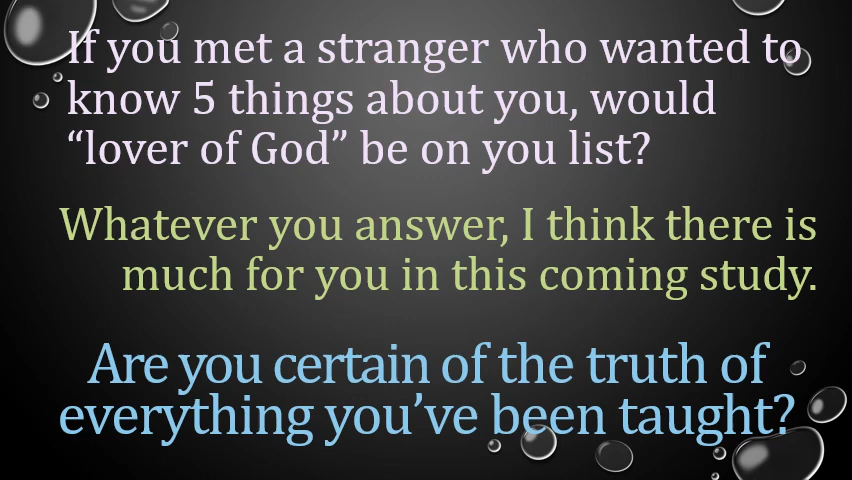 If you met a stranger who wanted to
know 5 things about you, would
“lover of God” be on you list?
Whatever you answer, I think there is
much for you in this coming study.
Are you certain of the truth of
everything you’ve been taught?